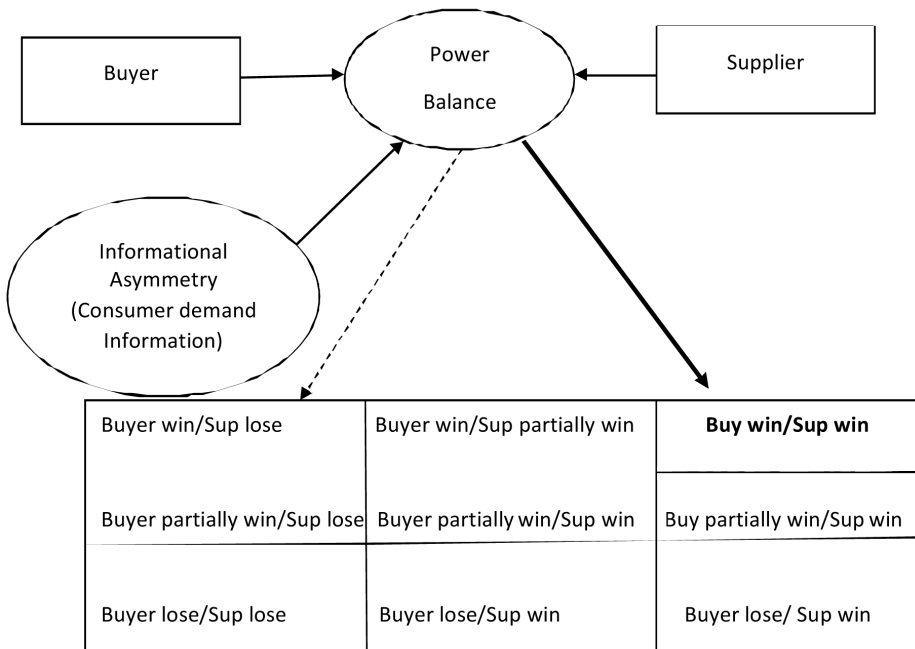 Buyer
Power
Balance
Supplier
Informational
Asymmetry
(Consumer demand
Information)
Buyer win/Sup lose
Buyer win/Sup partially win
Buy win/Sup win
Buyer partially win/Sup lose
Buyer partially win/Sup win
Buy partially win/Sup win
Buyer lose/Sup lose
Buyer lose/Sup win
Buyer lose/ Sup win